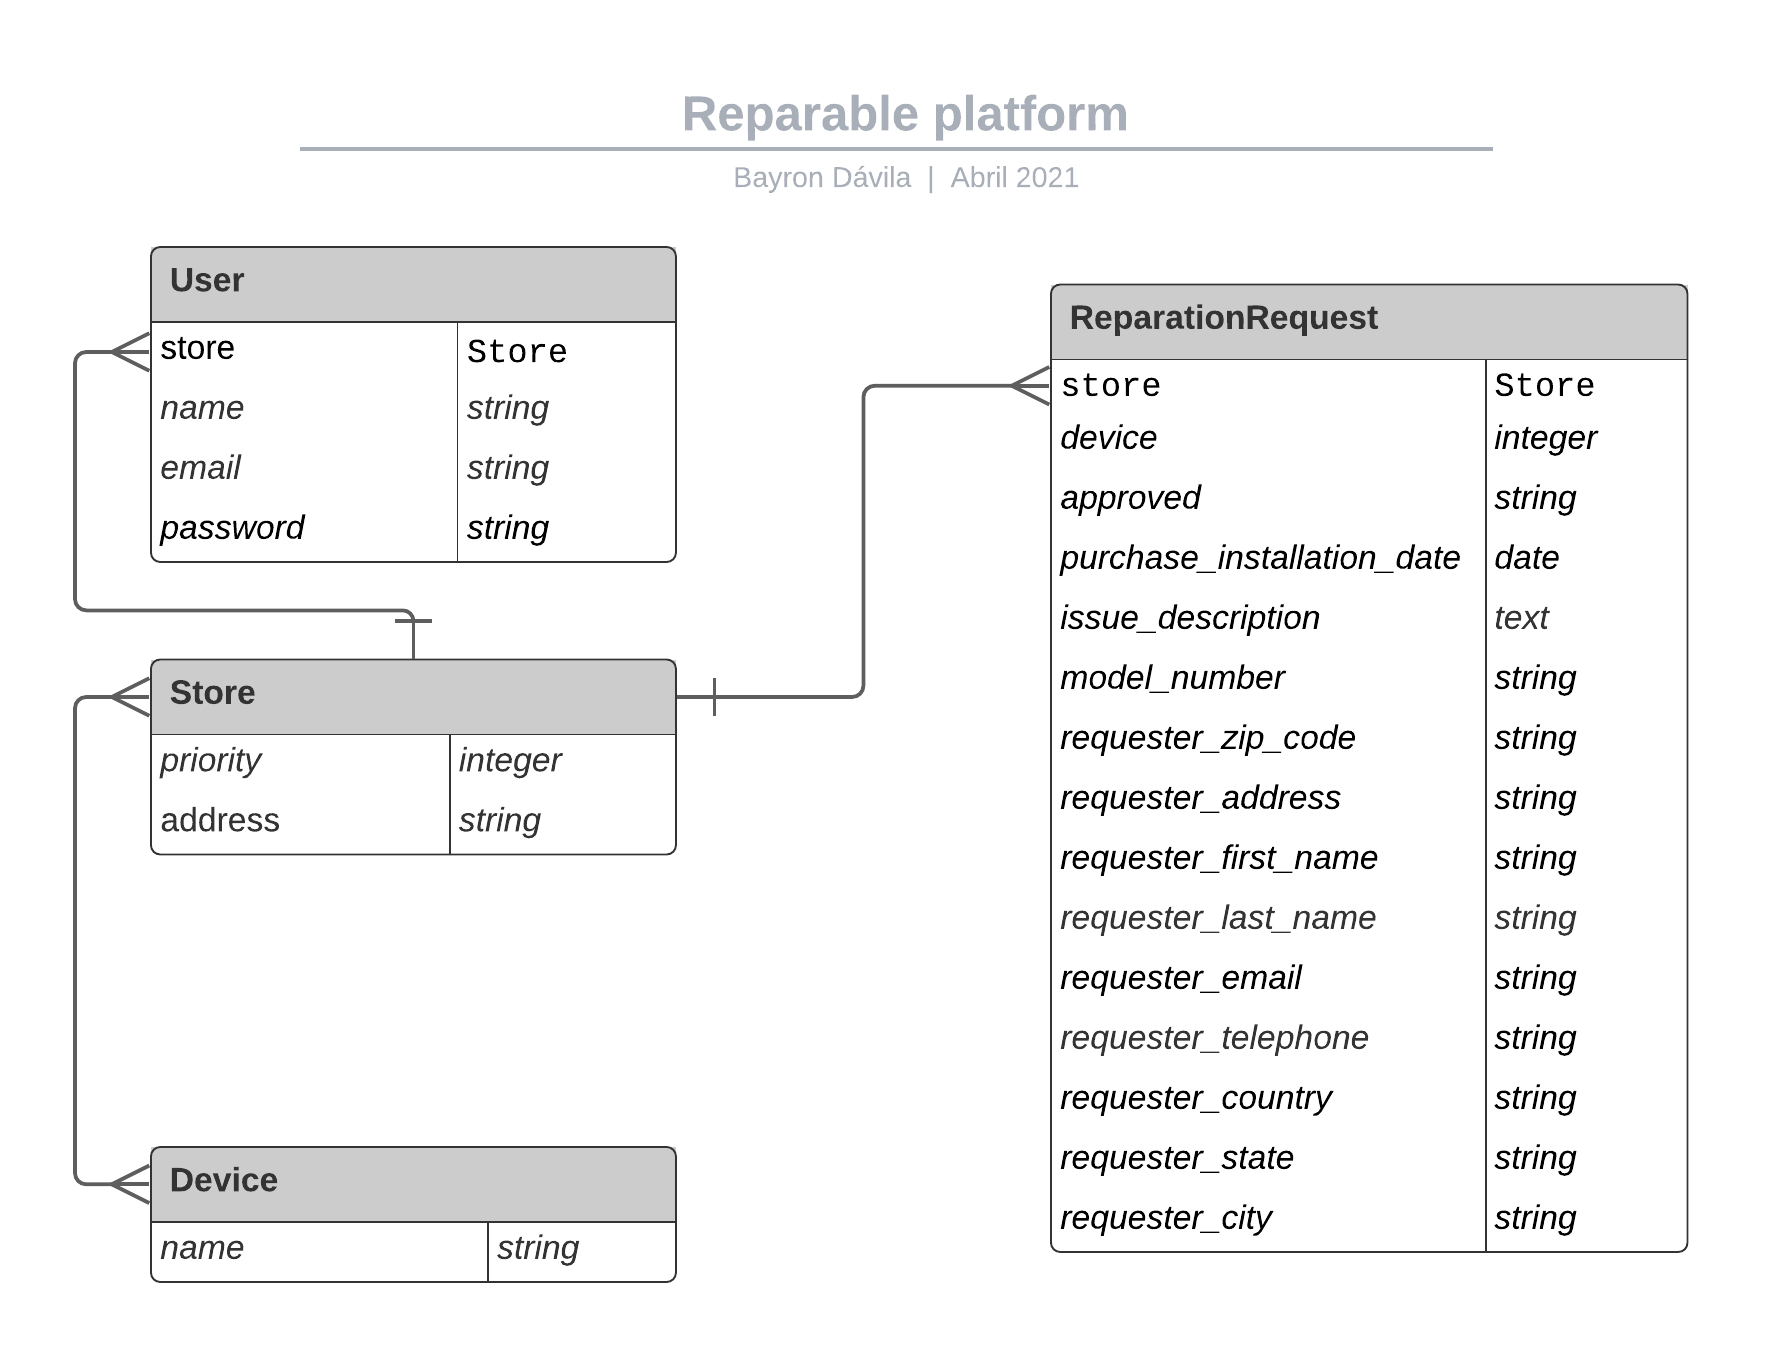 Reparable platform
Bayron Dávila | Abril 2021
User
store Store
name string
email string
password string
Store
priority integer
address string
Device
name string
ReparationRequest
store Store
device integer
approved string
purchase_installation_date date
issue_description text
model_number string
requester_zip_code string
requester_address string
requester_first_name string
requester_last_name string
requester_email string
requester_telephone string
requester_country string
requester_state string
requester_city string